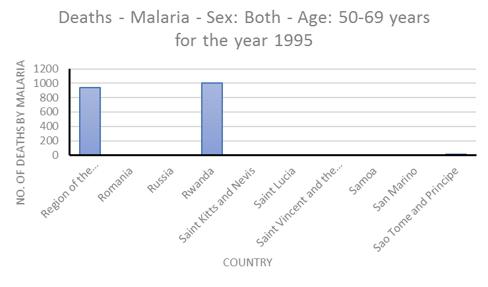 Deaths - Malaria - Sex: Both - Age: 50-69 years
for the year 1995
NO. OF DEATHS BY MALARIA
1200
1000
800
600
400
200
0
Region of the...
Romania
Russia
Rwanda
Saint Kitts and Nevis
Saint Lucia
Saint Vincent and the...
Samoa
San Marino
Sao Tome and Principe
COUNTRY